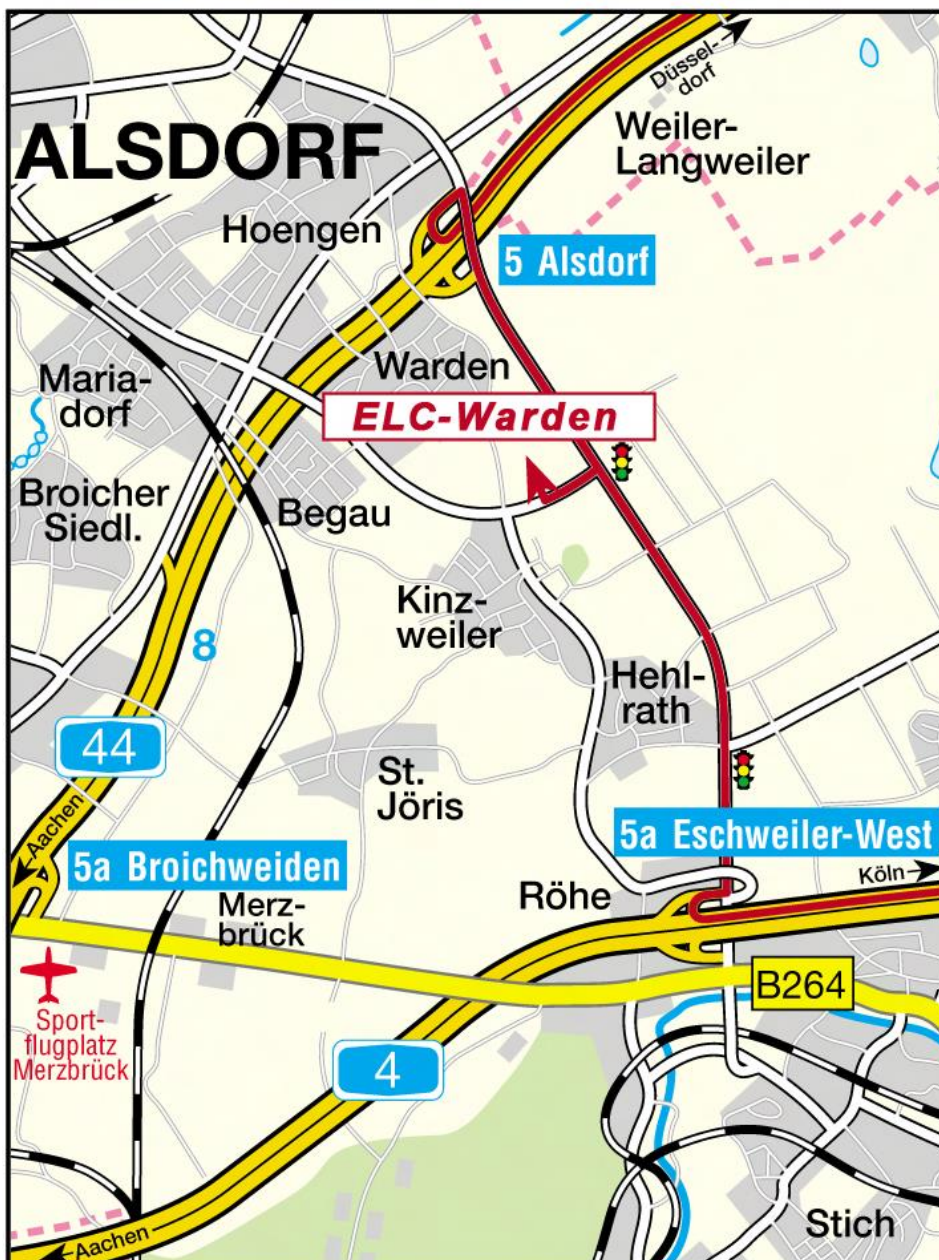 Düssel-
dorf
Weiler-
Langweiler
ALSDORF
Hoengen
5 Alsdorf
Warden
Maria-
dorf
ELC-Warden
Broicher
Siedl.
Begau
Kinz-
weiler
8
Hehl-
rath
44
St.
Jöris
Aachen
5a Broichweiden
5a Eschweiler-West
Köln
Röhe
Merz-
brück
B264
Sport-
flugplatz
Merzbrück
4
Stich
Aachen